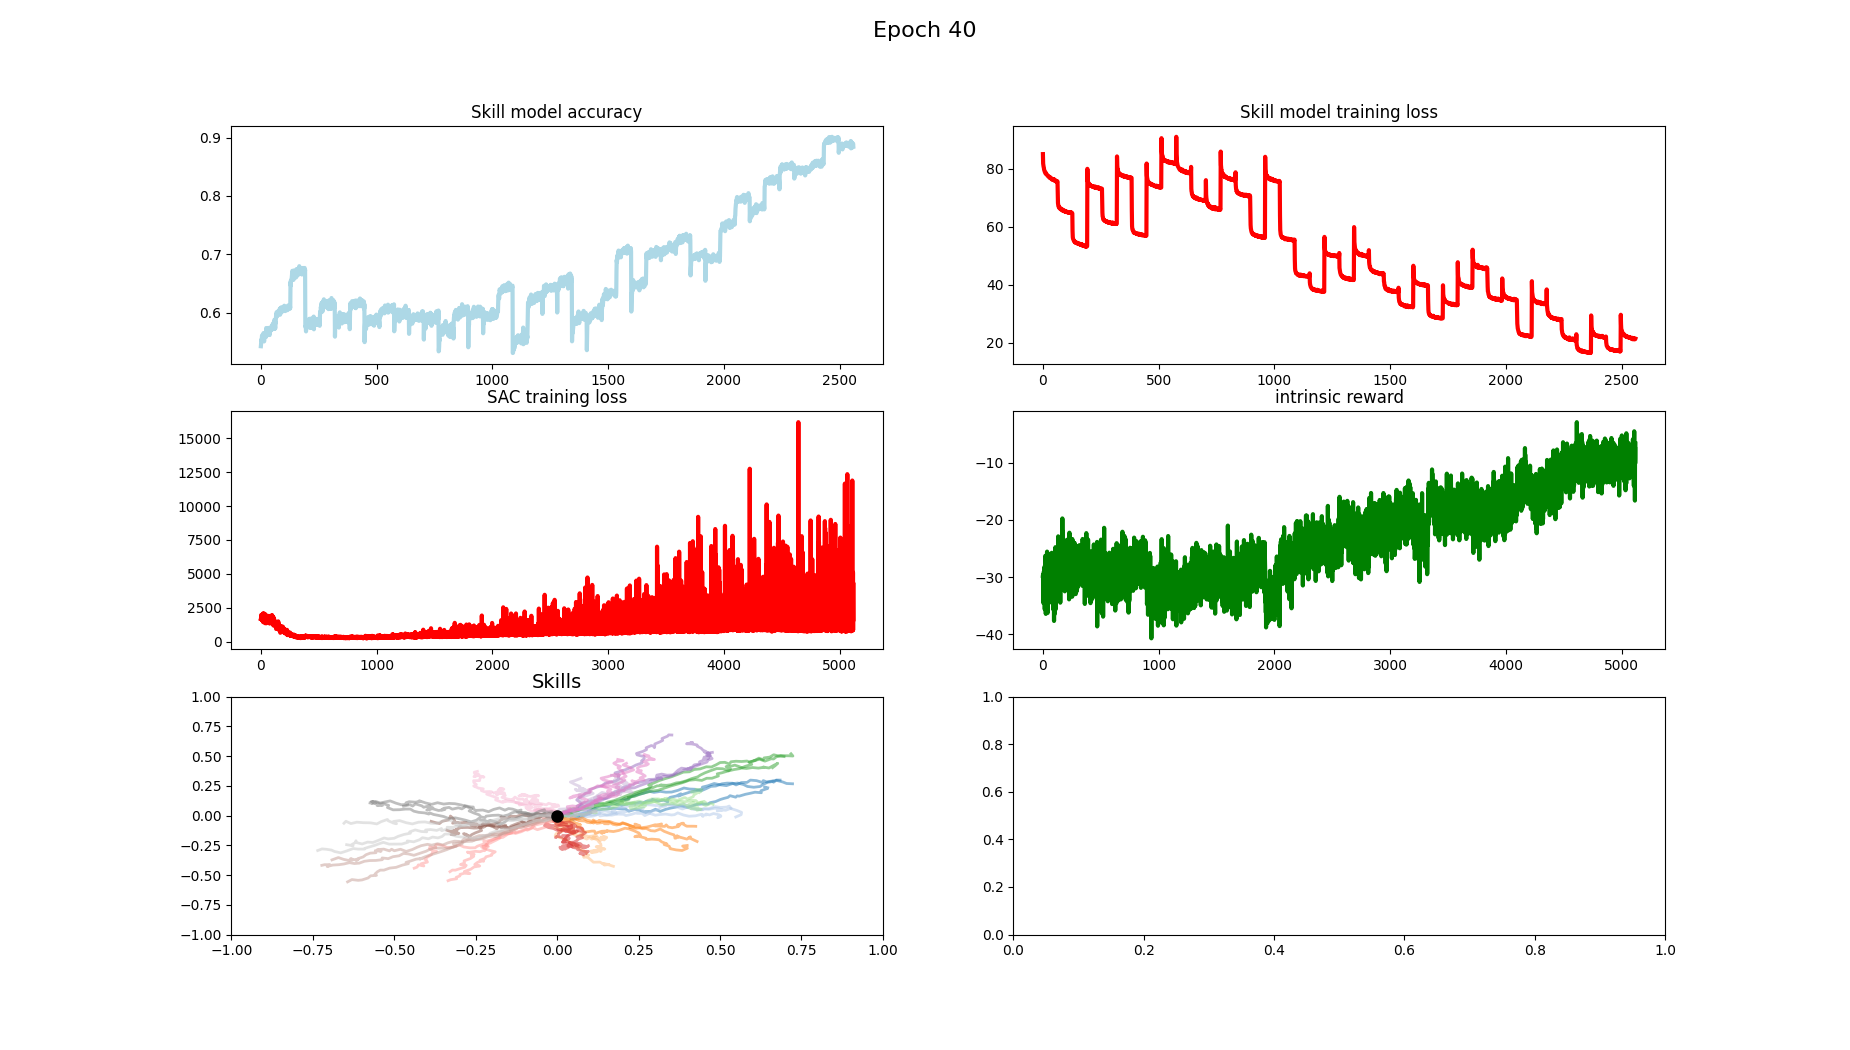 Epoch 40
Skill model accuracy
0.9
0.8
0.7
0.6
0 500 1000 1500 2000 2500
Skill model training loss
80
60
40
20
0 500 1000 1500 2000 2500
SAC training loss
15000
12500
10000
7500
5000
2500
0
0 1000 2000 3000 4000 5000
intrinsic reward
−10
−20
−30
−40
0 1000 2000 3000 4000 5000
Skills
1.00
0.75
0.50
0.25
0.00
−0.25
−0.50
−0.75
−1.00
−1.00 −0.75 −0.50 −0.25 0.00 0.25 0.50 0.75 1.00
1.0
0.8
0.6
0.4
0.2
0.0
0.0 0.2 0.4 0.6 0.8 1.0